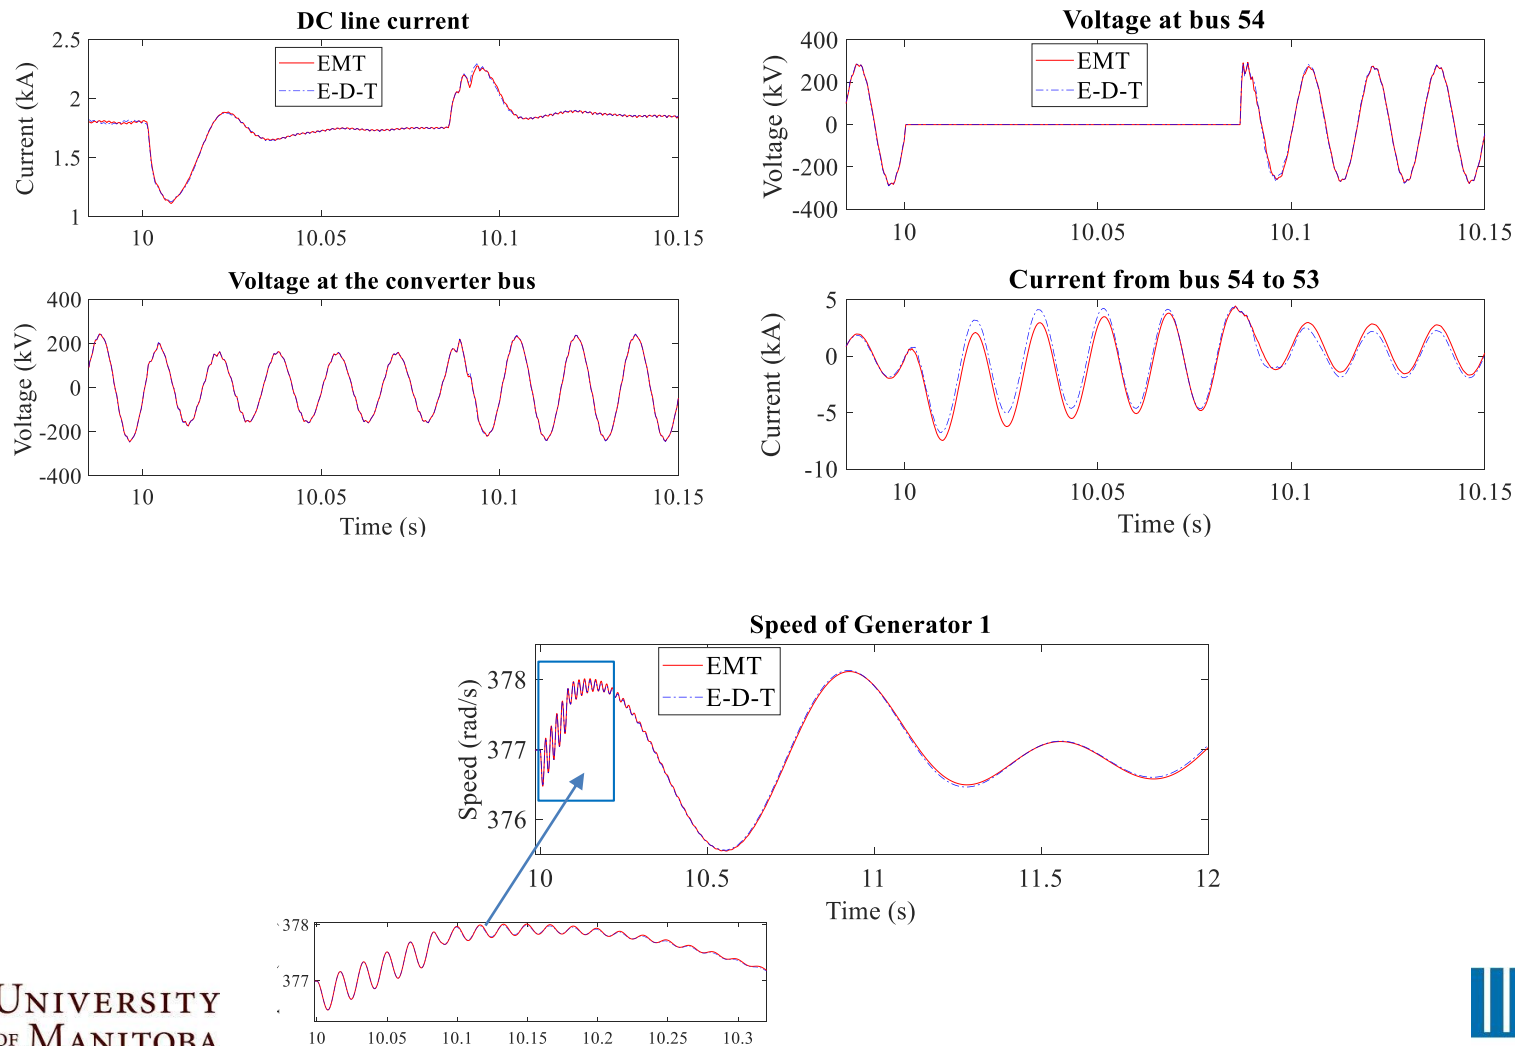 DC line current
2.5
2
1.5
1
Current (kA)
EMT
E-D-T
10
10.05
10.1
10.15
Voltage at bus 54
400
200
0
-200
-400
Voltage (kV)
EMT
E-D-T
10
10.05
10.1
10.15
Voltage at the converter bus
400
200
0
-200
-400
Voltage (kV)
10
10.05
10.1
10.15
Time (s)
Current from bus 54 to 53
5
0
-5
-10
Current (kA)
10
10.05
10.1
10.15
Time (s)
Speed of Generator 1
378
377
376
Speed (rad/s)
EMT
E-D-T
10
10.5
11
11.5
12
Time (s)
378
377
10
10.05
10.1
10.15
10.2
10.25
10.3
UNIVERSITY
OF MANITOBA